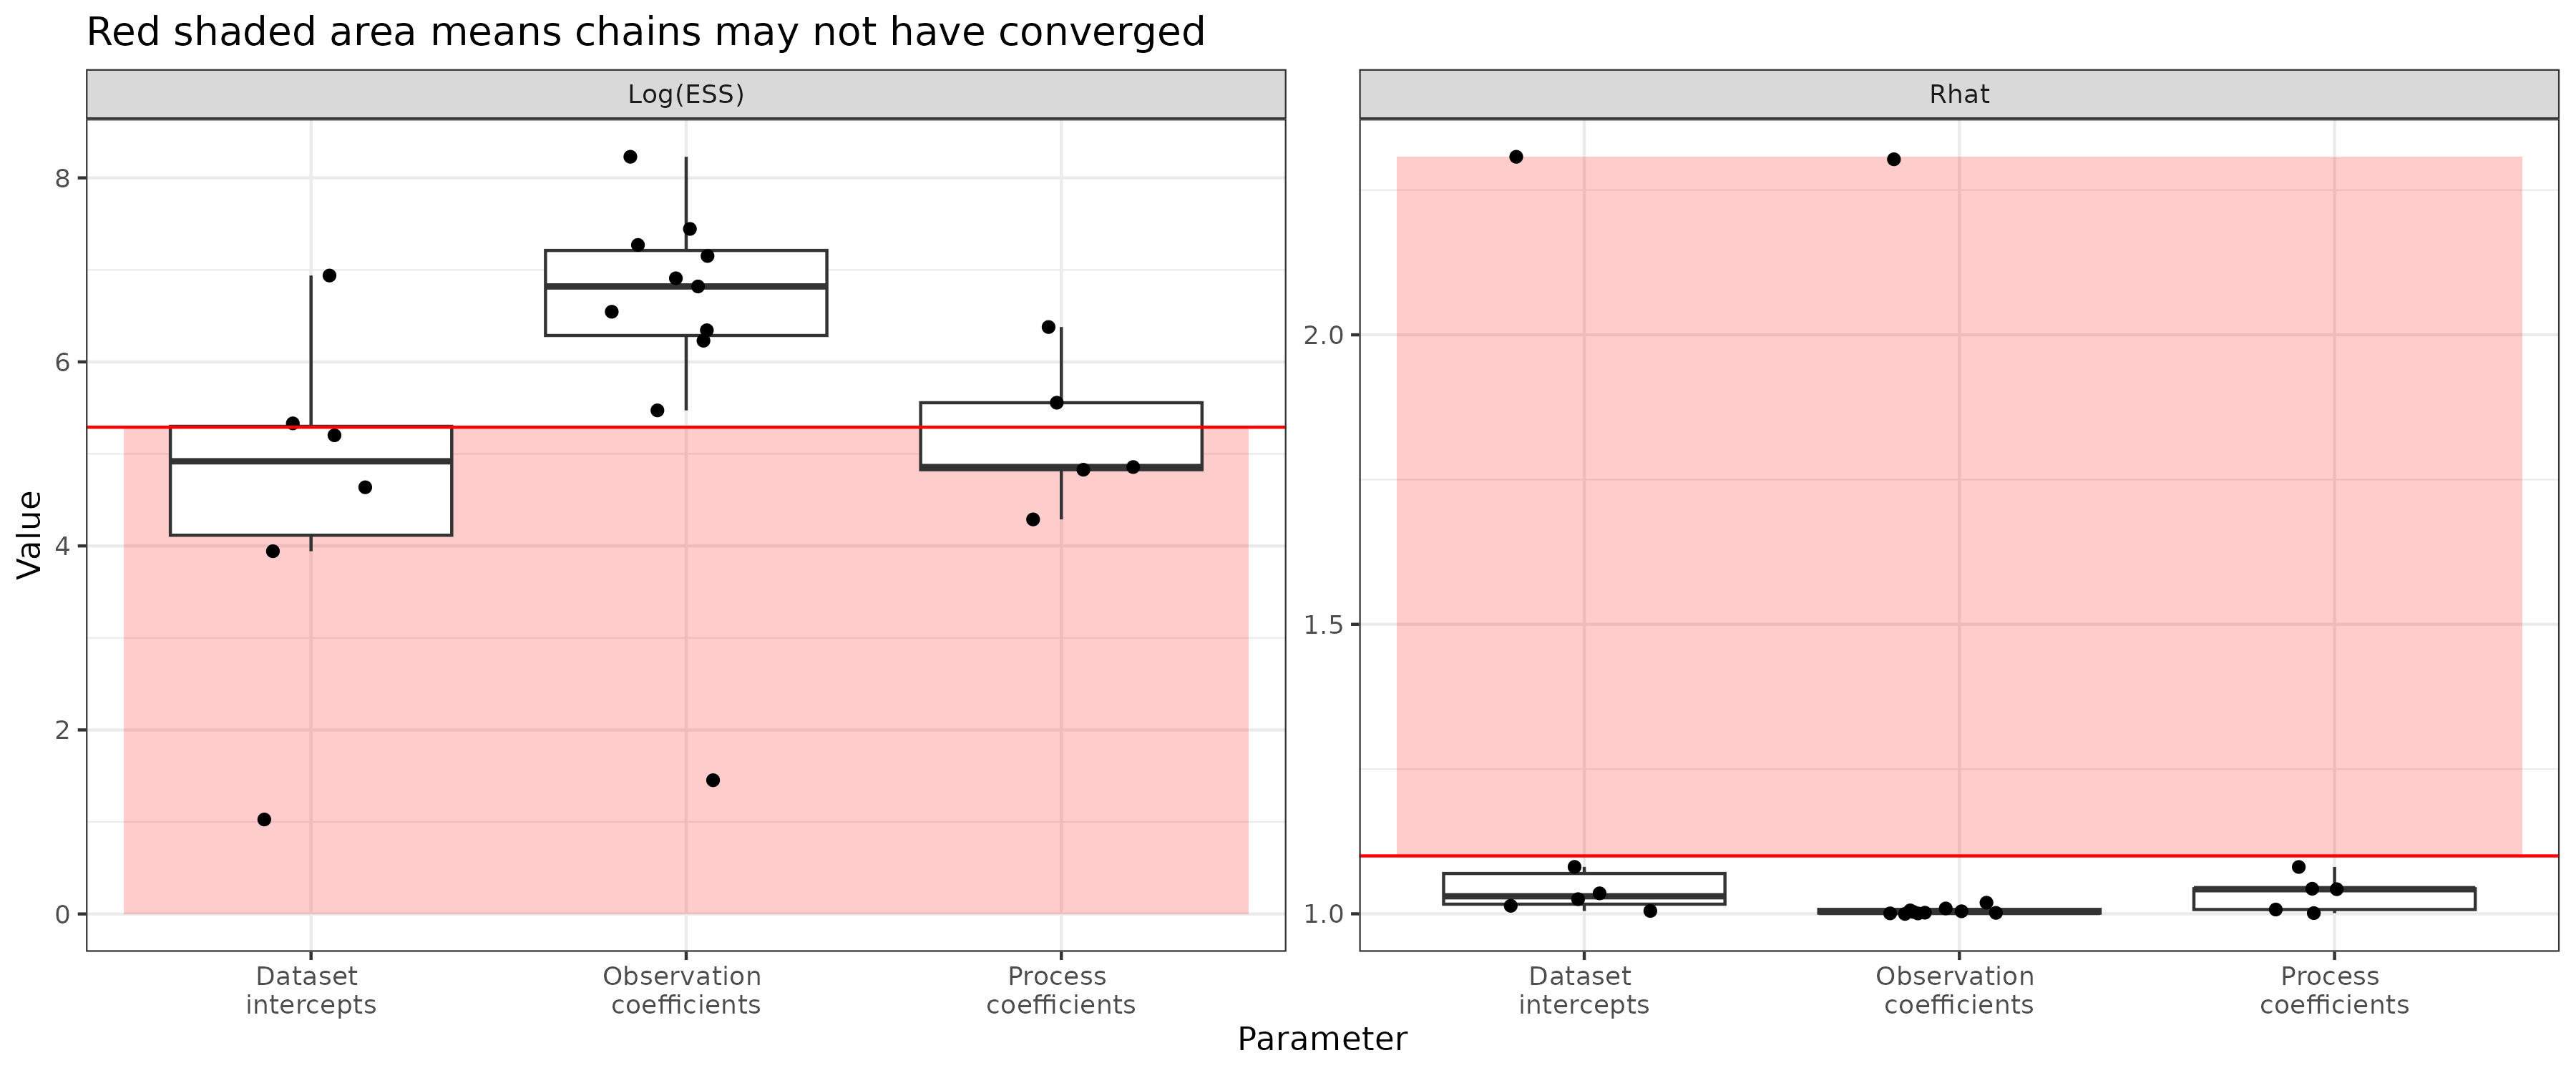 Red shaded area means chains may not have converged
Log(ESS)
Rhat
Value
8
6
4
2
0
2.0
1.5
1.0
Dataset
intercepts
Observation
coefficients
Process
coefficients
Dataset
intercepts
Observation
coefficients
Process
coefficients
Parameter